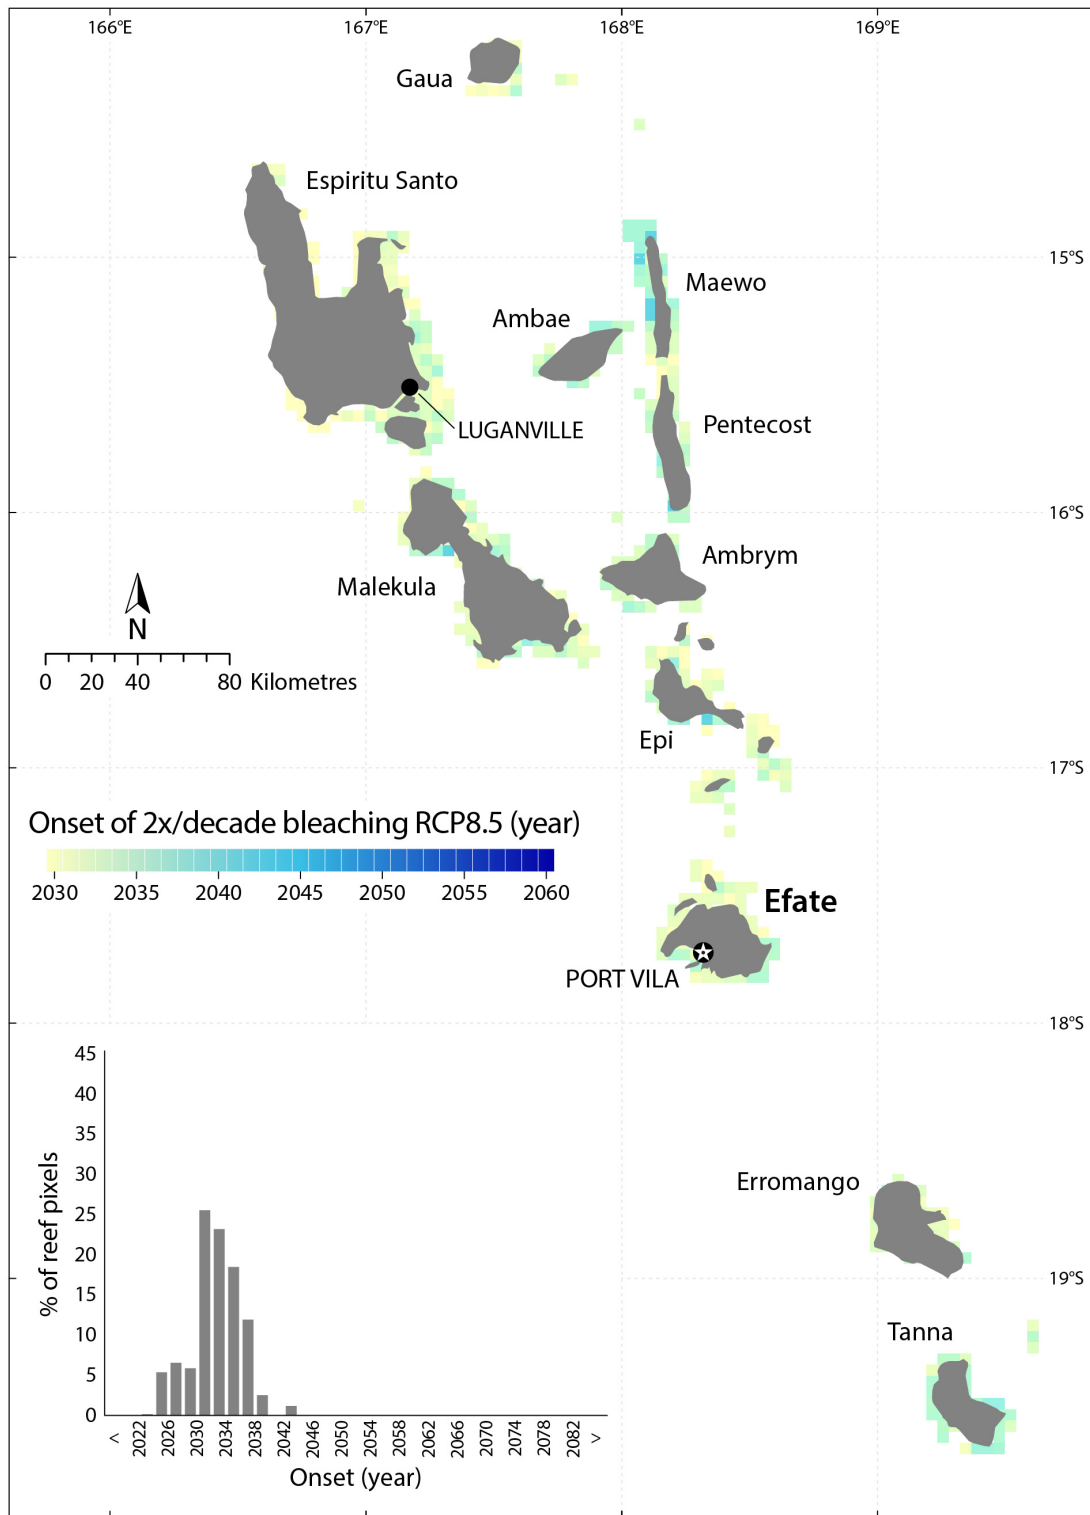 166°E 167°E 168°E 169°E
Gaua
Espiritu Santo
15°S
Maewo
Ambae
Pentecost
LUGANVILLE
16°S
Ambrym
Malekula
N
0 20 40 80 Kilometres
Epi
17°S
Onset of 2x/decade bleaching RCP8.5 (year)
2030 2035 2040 2045 2050 2055 2060
Efate
PORT VILA
18°S
Erromango
19°S
Tanna
% of reef pixels
45
40
35
30
25
20
15
10
5
0
< 2022 2026 2030 2034 2038 2042 2046 2050 2054 2058 2062 2066 2070 2074 2078 2082 >
Onset (year)